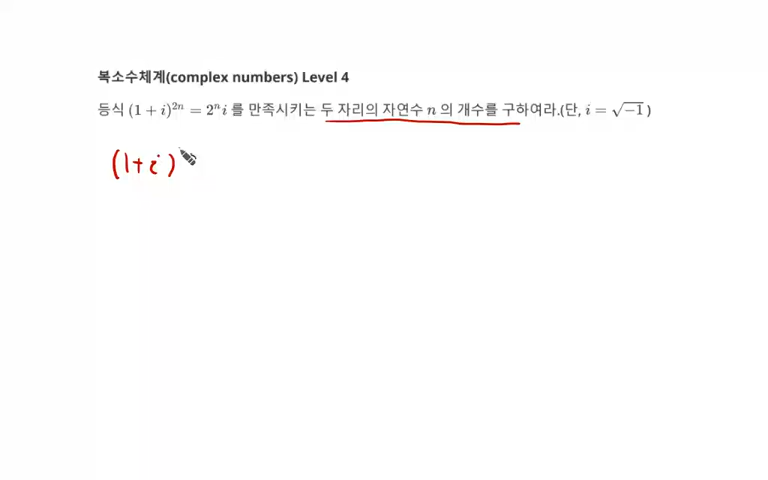 복소수체계(complex numbers) Level 4
등식 $(1+i)^{2n} = 2^n i$ 를 만족시키는 두 자리의 자연수 $n$ 의 개수를 구하여라.(단, $i = \sqrt{-1}$ )
(1+i)